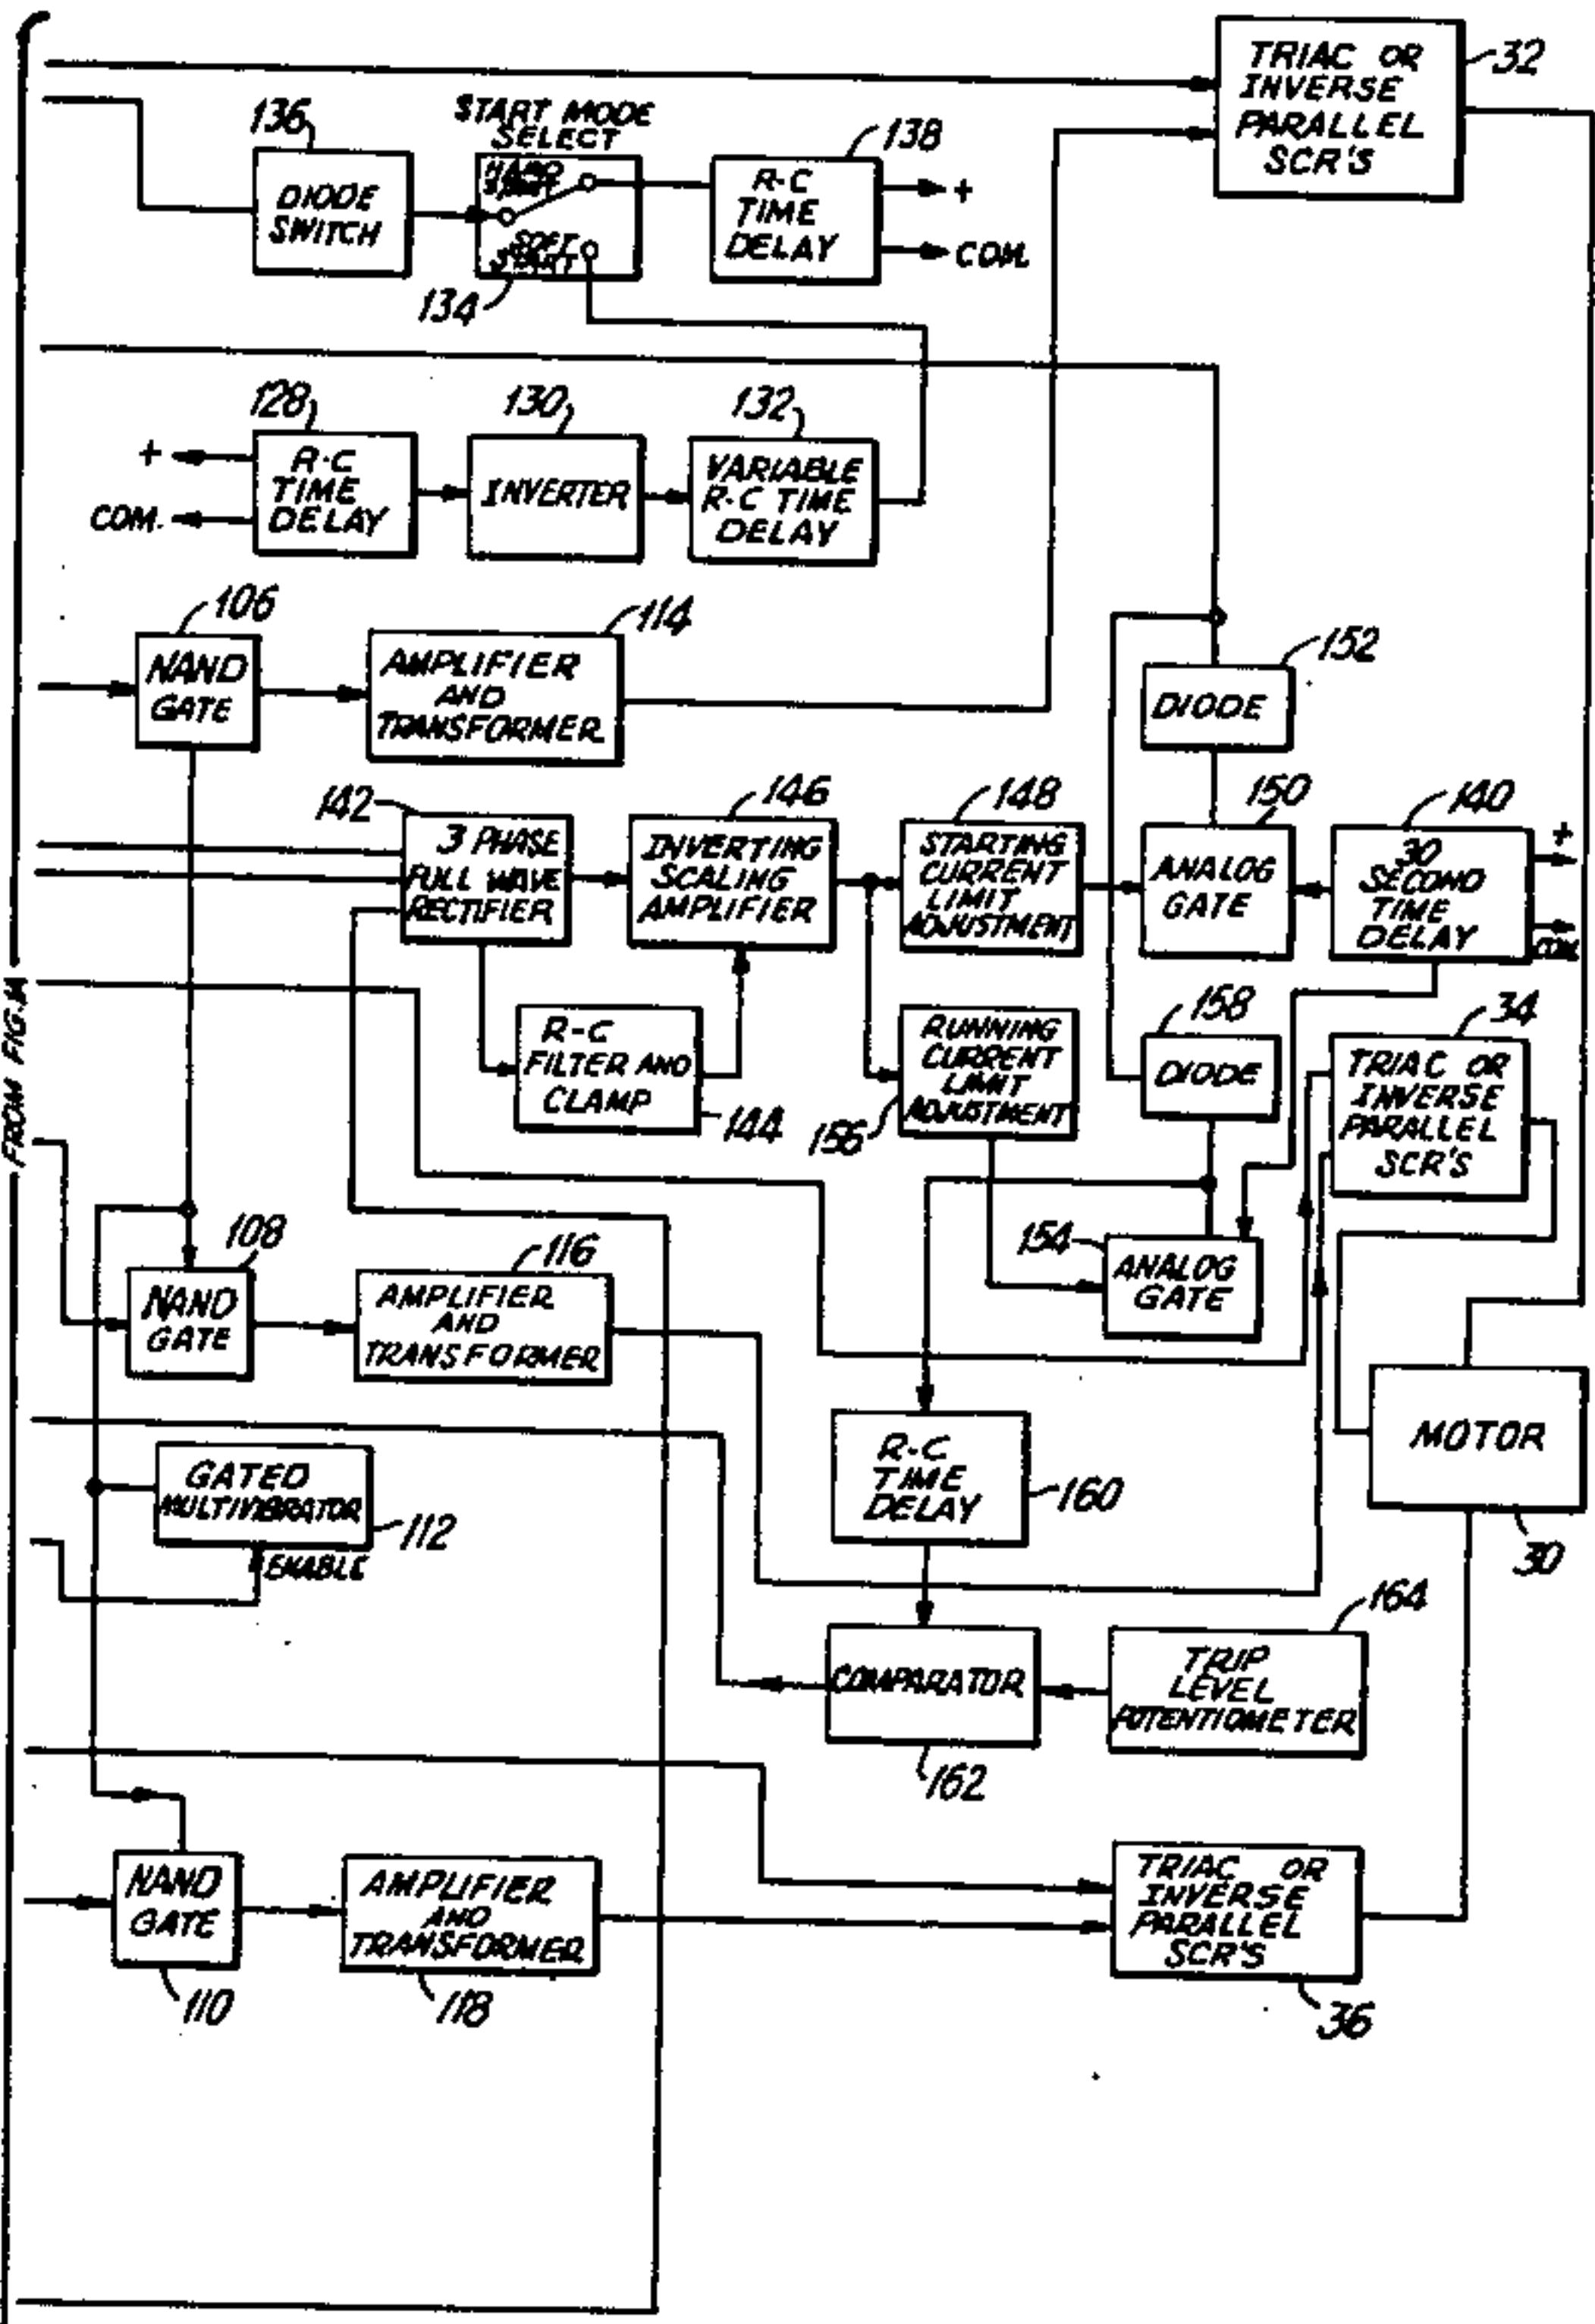 TRIAC OR
INVERSE
PARALLEL
SCR'S
32
136
DIODE
SWITCH
START MODE
SELECT
HARD
START
SOFT
START
134
138
R-C
TIME
DELAY
+
COM.
128
+
COM.
R-C
TIME
DELAY
130
INVERTER
132
VARIABLE
R-C TIME
DELAY
106
NAND
GATE
114
AMPLIFIER
AND
TRANSFORMER
152
DIODE
142
3 PHASE
FULL WAVE
RECTIFIER
146
INVERTING
SCALING
AMPLIFIER
148
STARTING
CURRENT
LIMIT
ADJUSTMENT
150
ANALOG
GATE
140
30
SECOND
TIME
DELAY
+
COM.
FROM FIG.1A
R-C
FILTER AND
CLAMP
144
RUNNING
CURRENT
LIMIT
ADJUSTMENT
156
158
DIODE
34
TRIAC OR
INVERSE
PARALLEL
SCR'S
108
NAND
GATE
116
AMPLIFIER
AND
TRANSFORMER
154
ANALOG
GATE
MOTOR
30
GATED
MULTIVIBRATOR
112
ENABLE
R-C
TIME
DELAY
160
COMPARATOR
162
164
TRIP
LEVEL
POTENTIOMETER
NAND
GATE
110
AMPLIFIER
AND
TRANSFORMER
118
TRIAC OR
INVERSE
PARALLEL
SCR'S
36